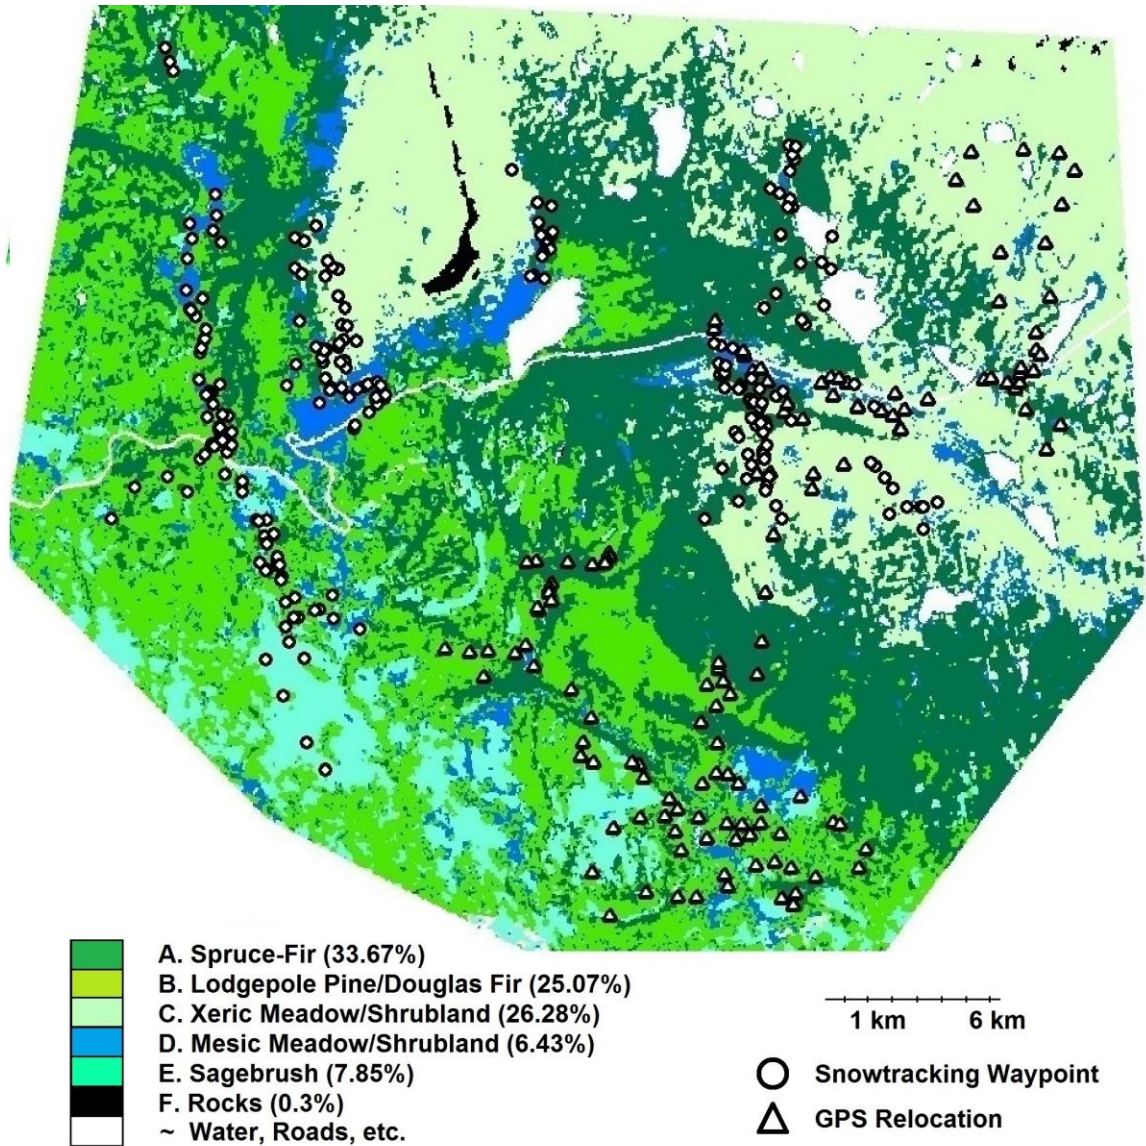 A. Spruce-Fir (33.67%)
B. Lodgepole Pine/Douglas Fir (25.07%)
C. Xeric Meadow/Shrubland (26.28%)
D. Mesic Meadow/Shrubland (6.43%)
E. Sagebrush (7.85%)
F. Rocks (0.3%)
~ Water, Roads, etc.
1 km 6 km
Snowtracking Waypoint
GPS Relocation